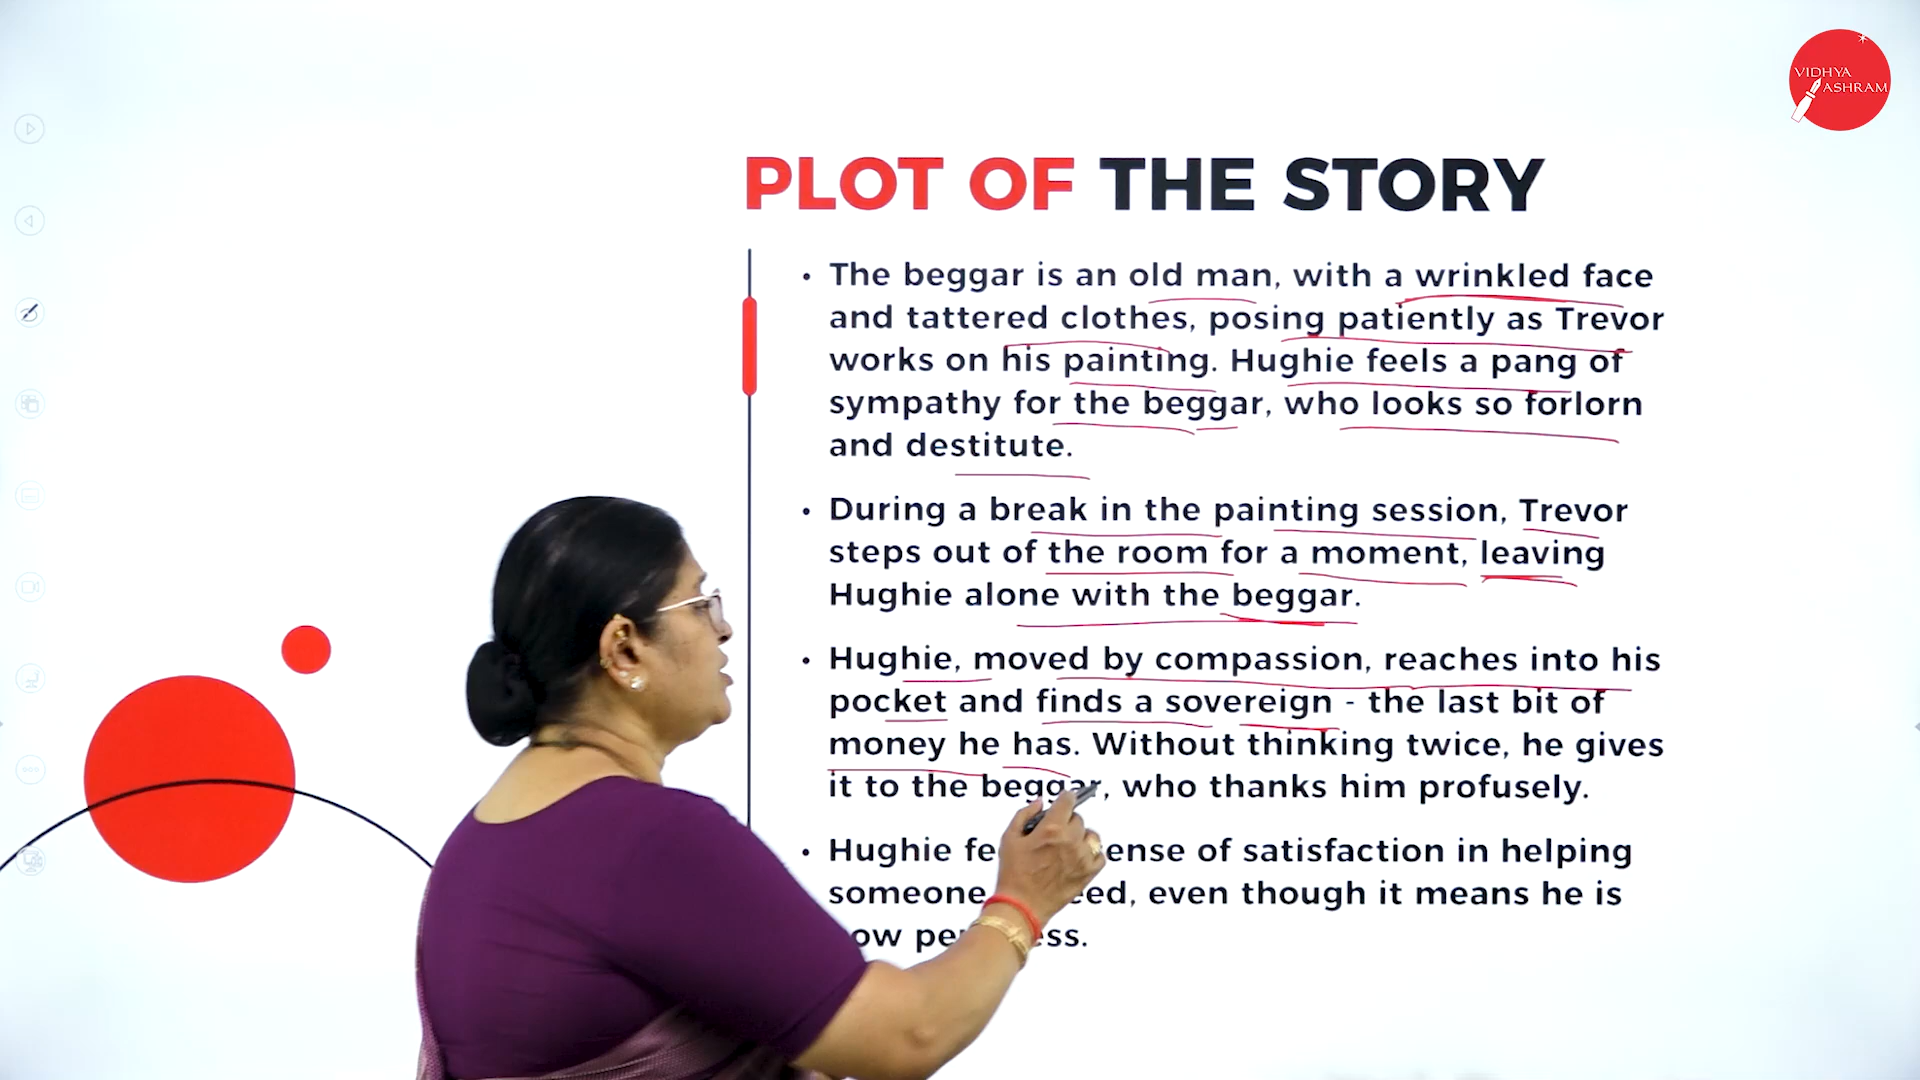 VIDHYA
ASHRAM
PLOT OF THE STORY
• The beggar is an old man, with a wrinkled face
and tattered clothes, posing patiently as Trevor
works on his painting. Hughie feels a pang of
sympathy for the beggar, who looks so forlorn
and destitute.
• During a break in the painting session, Trevor
steps out of the room for a moment, leaving
Hughie alone with the beggar.
• Hughie, moved by compassion, reaches into his
pocket and finds a sovereign - the last bit of
money he has. Without thinking twice, he gives
it to the beggar, who thanks him profusely.
• Hughie of satisfaction in helping
someone even though it means he is